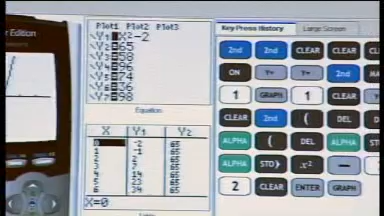 r Edition
Plot1 Plot2 Plot3
\Y1=X²-2
\Y2=65
\Y3=58
\Y4=96
\Y5=74
\Y6=36
\Y7=98
Equation
X Y1 Y2
0 -2 65
1 -1 65
2 2 65
3 7 65
4 14 65
5 23 65
6 34 65
X=0
Key Press History
Large Screen
2nd 2nd CLEAR CLEAR CLEAR
ON Y= Y= 2nd
1 GRAPH 1 CLEAR
CLEAR 2nd ( DEL
ALPHA ( DEL ALPHA
ALPHA STO▸ x² −
2 CLEAR ENTER GRAPH